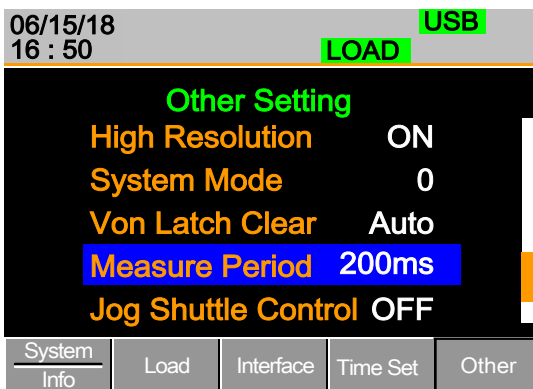 06/15/18 USB
16 : 50 LOAD
Other Setting
High Resolution ON
System Mode 0
Von Latch Clear Auto
Measure Period 200ms
Jog Shuttle Control OFF
System
Info
Load
Interface
Time Set
Other